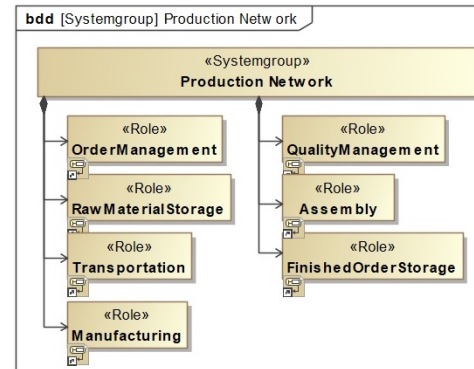 bdd [Systemgroup] Production Network
«Systemgroup»
Production Network
«Role»
OrderManagement
«Role»
RawMaterialStorage
«Role»
Transportation
«Role»
Manufacturing
«Role»
QualityManagement
«Role»
Assembly
«Role»
FinishedOrderStorage